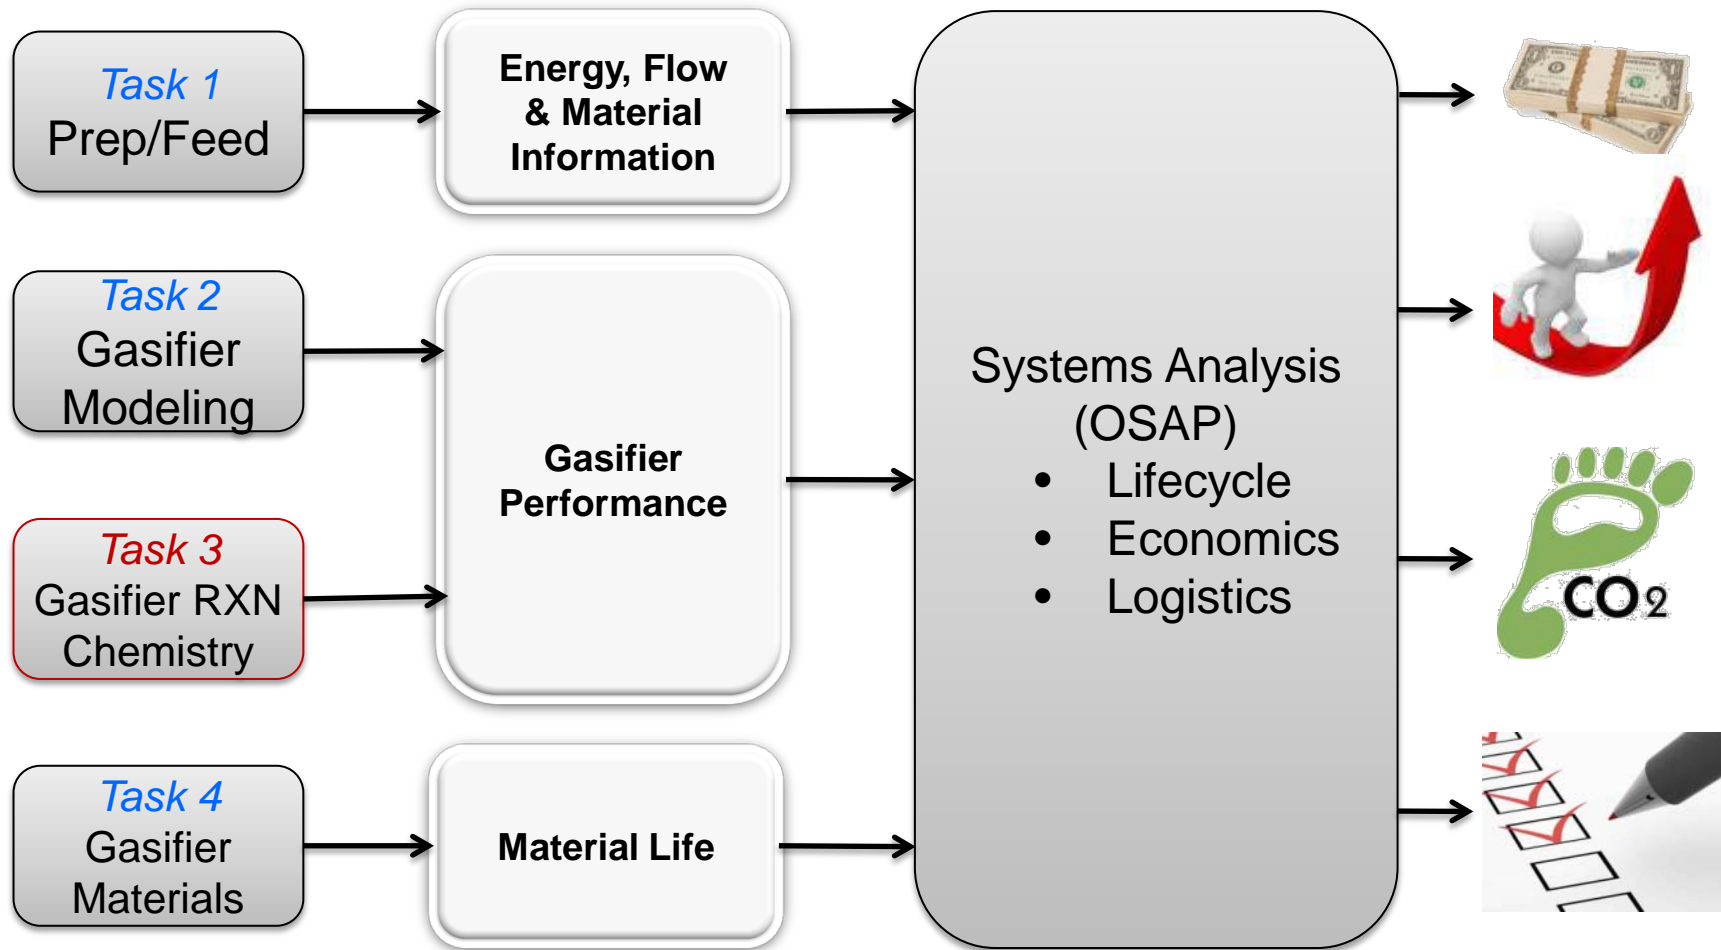 Task 1
Prep/Feed
Energy, Flow
& Material
Information
Task 2
Gasifier
Modeling
Gasifier
Performance
Task 3
Gasifier RXN
Chemistry
Task 4
Gasifier
Materials
Material Life
Systems Analysis
(OSAP)
• Lifecycle
• Economics
• Logistics
CO2